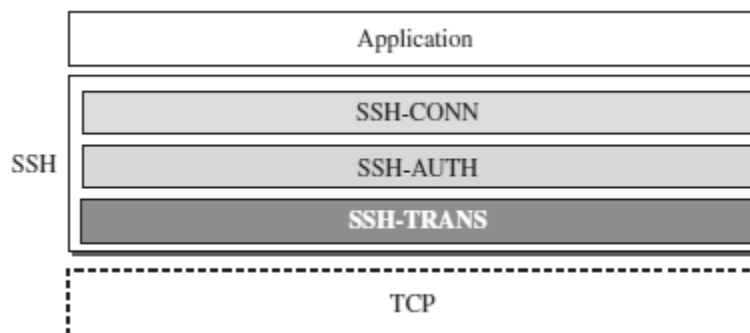 Application
SSH-CONN
SSH
SSH-AUTH
SSH-TRANS
TCP